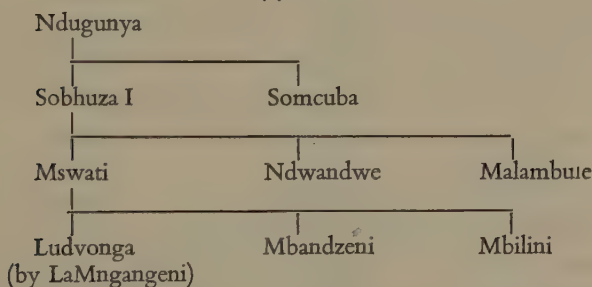 Ndugunya
Sobhuza I Somcuba
Mswati Ndwandwe Malambule
Ludvonga Mbandzeni Mbilini
(by LaMngangeni)